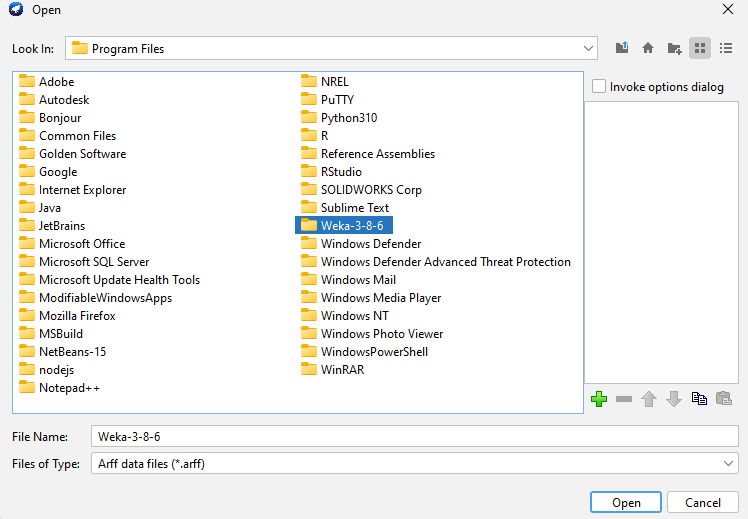 Open
Look In: Program Files
Adobe
Autodesk
Bonjour
Common Files
Golden Software
Google
Internet Explorer
Java
JetBrains
Microsoft Office
Microsoft SQL Server
Microsoft Update Health Tools
ModifiableWindowsApps
Mozilla Firefox
MSBuild
NetBeans-15
nodejs
Notepad++
NREL
PuTTY
Python310
R
Reference Assemblies
RStudio
SOLIDWORKS Corp
Sublime Text
Weka-3-8-6
Windows Defender
Windows Defender Advanced Threat Protection
Windows Mail
Windows Media Player
Windows NT
Windows Photo Viewer
WindowsPowerShell
WinRAR
Invoke options dialog
File Name: Weka-3-8-6
Files of Type: Arff data files (*.arff)
Open Cancel